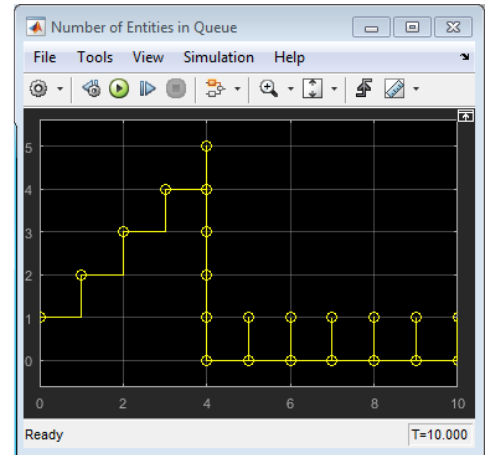 Number of Entities in Queue
File Tools View Simulation Help
5
4
3
2
1
0
0 2 4 6 8 10
Ready T=10.000